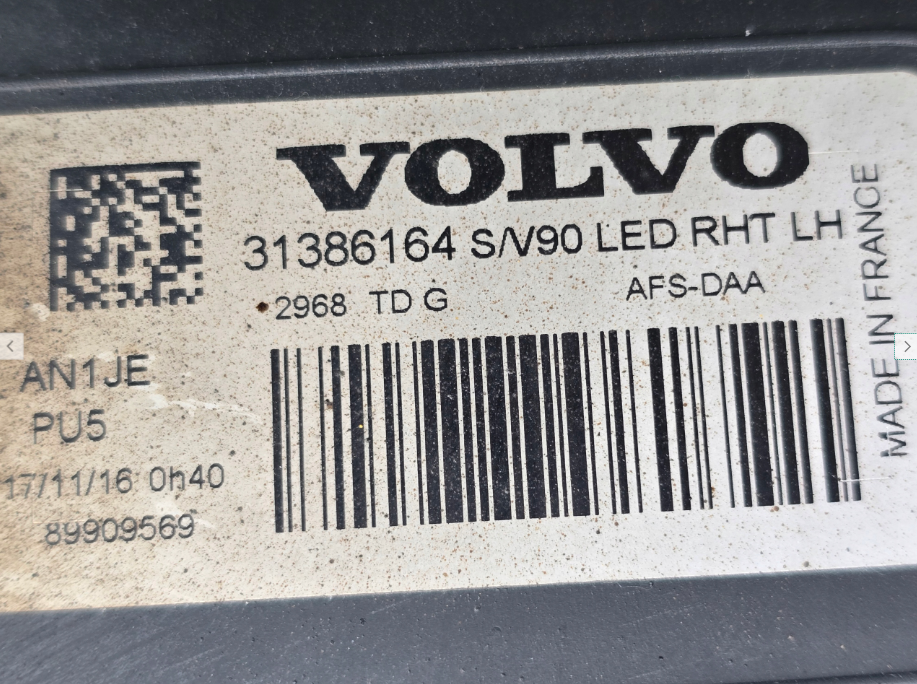 VOLVO
31386164 S/V90 LED RHT LH
2968 TD G AFS-DAA
AN1JE
PU5
17/11/16 0h40
89909569
MADE IN FRANCE